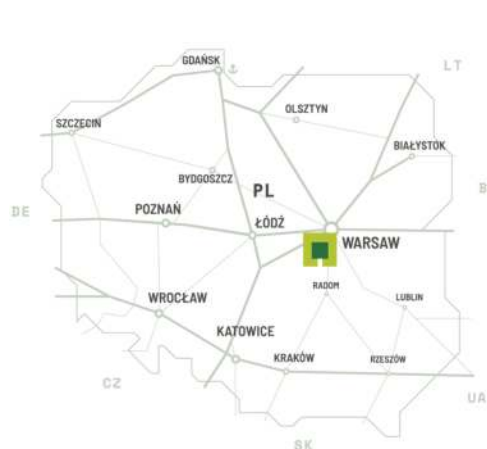 GDAŃSK
LT
OLSZTYN
SZCZECIN
BIAŁYSTOK
BYDGOSZCZ
PL
B
DE
POZNAŃ
ŁÓDŹ
WARSAW
RADOM
WROCŁAW
LUBLIN
KATOWICE
KRAKÓW
RZESZÓW
CZ
UA
SK